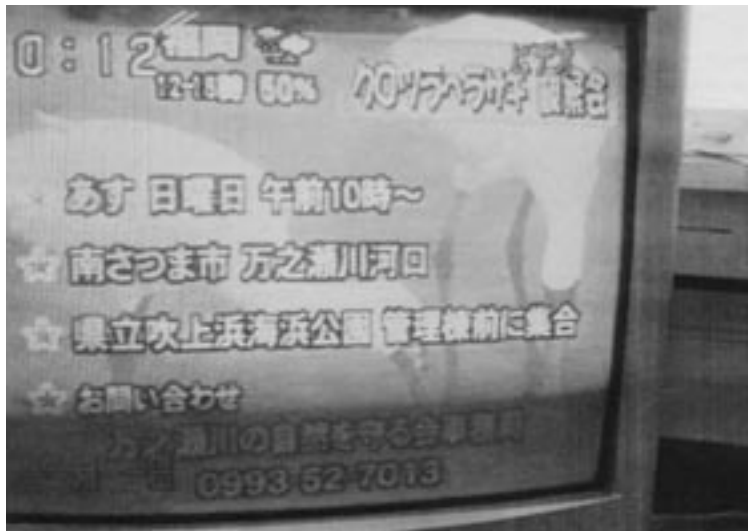 0:12 福岡
12-18時 50%
クロツラヘラサギ 観察会
あす 日曜日 午前10時~
☆ 南さつま市 万之瀬川河口
☆ 県立吹上浜海浜公園 管理棟前に集合
☆ お問い合わせ
万之瀬川の自然を守る会事務局
0993-52-7013